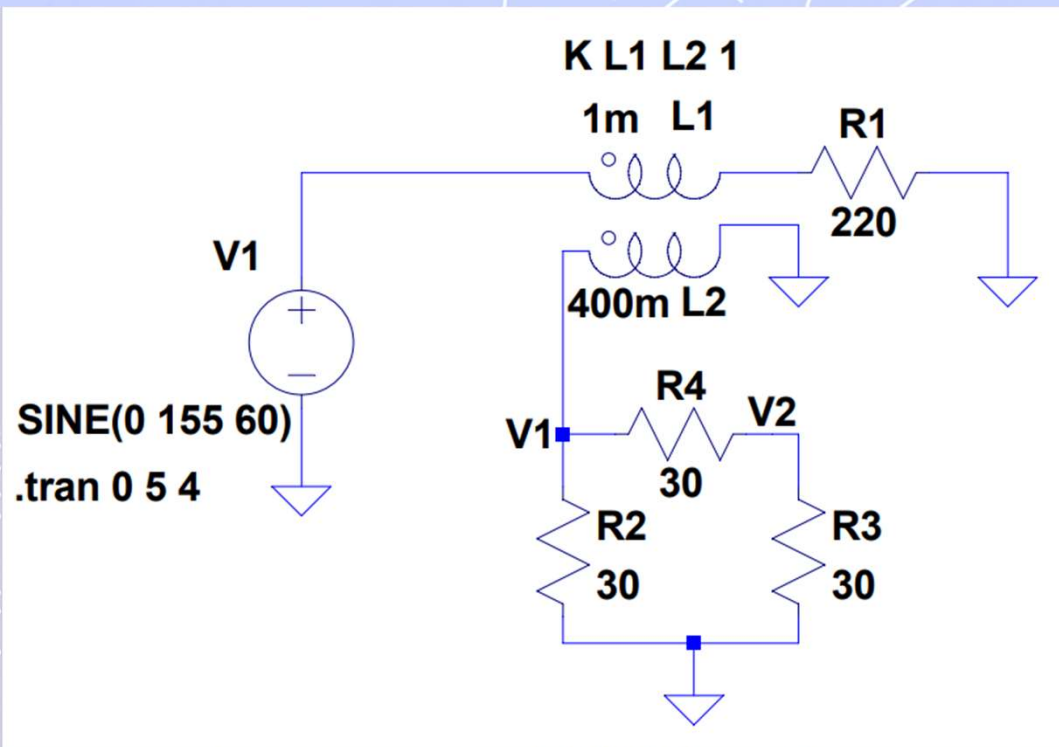 K L1 L2 1
1m L1
R1
220
V1
400m L2
SINE(0 155 60)
.tran 0 5 4
R4
V2
V1
30
R2
30
R3
30